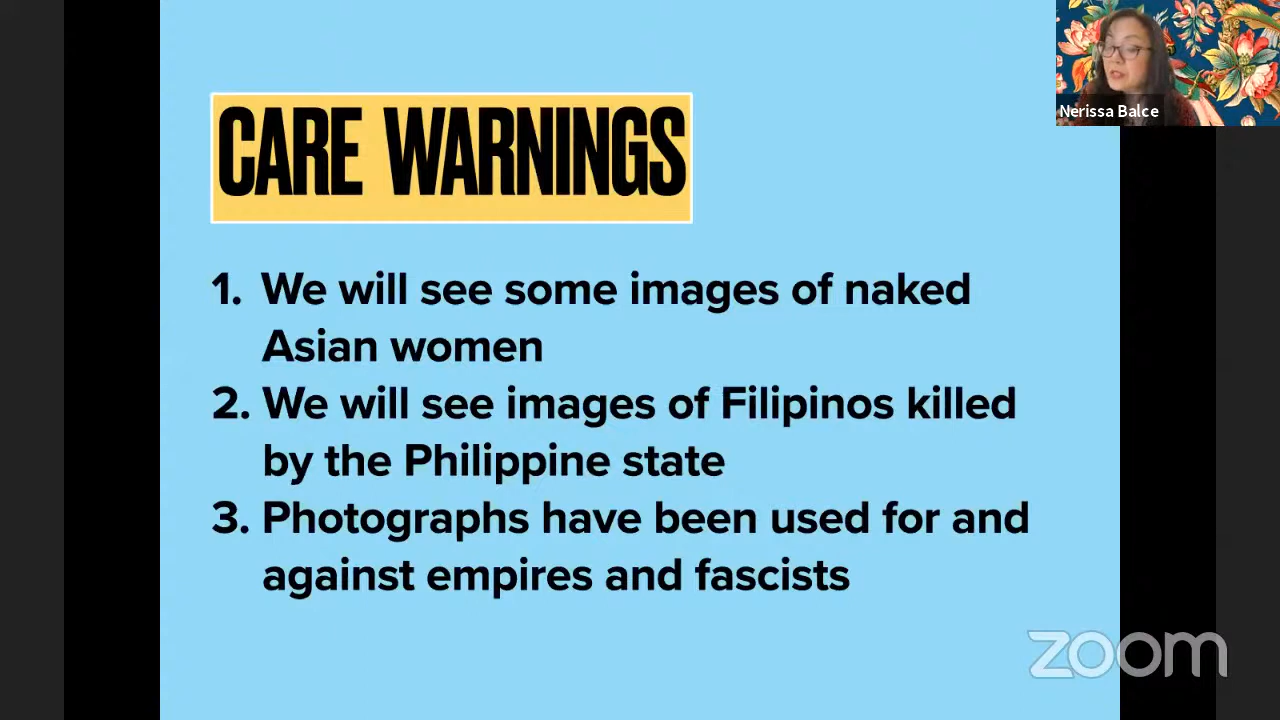 CARE WARNINGS
Nerissa Balce
1. We will see some images of naked
Asian women
2. We will see images of Filipinos killed
by the Philippine state
3. Photographs have been used for and
against empires and fascists
zoom